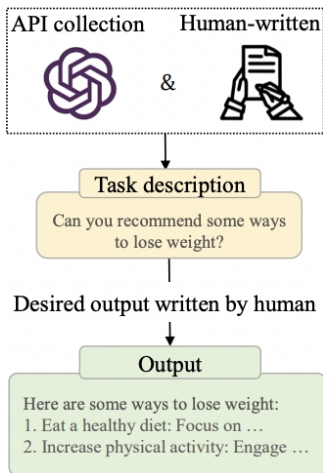 API collection
&
Human-written
Task description
Can you recommend some ways
to lose weight?
Desired output written by human
Output
Here are some ways to lose weight:
1. Eat a healthy diet: Focus on …
2. Increase physical activity: Engage …